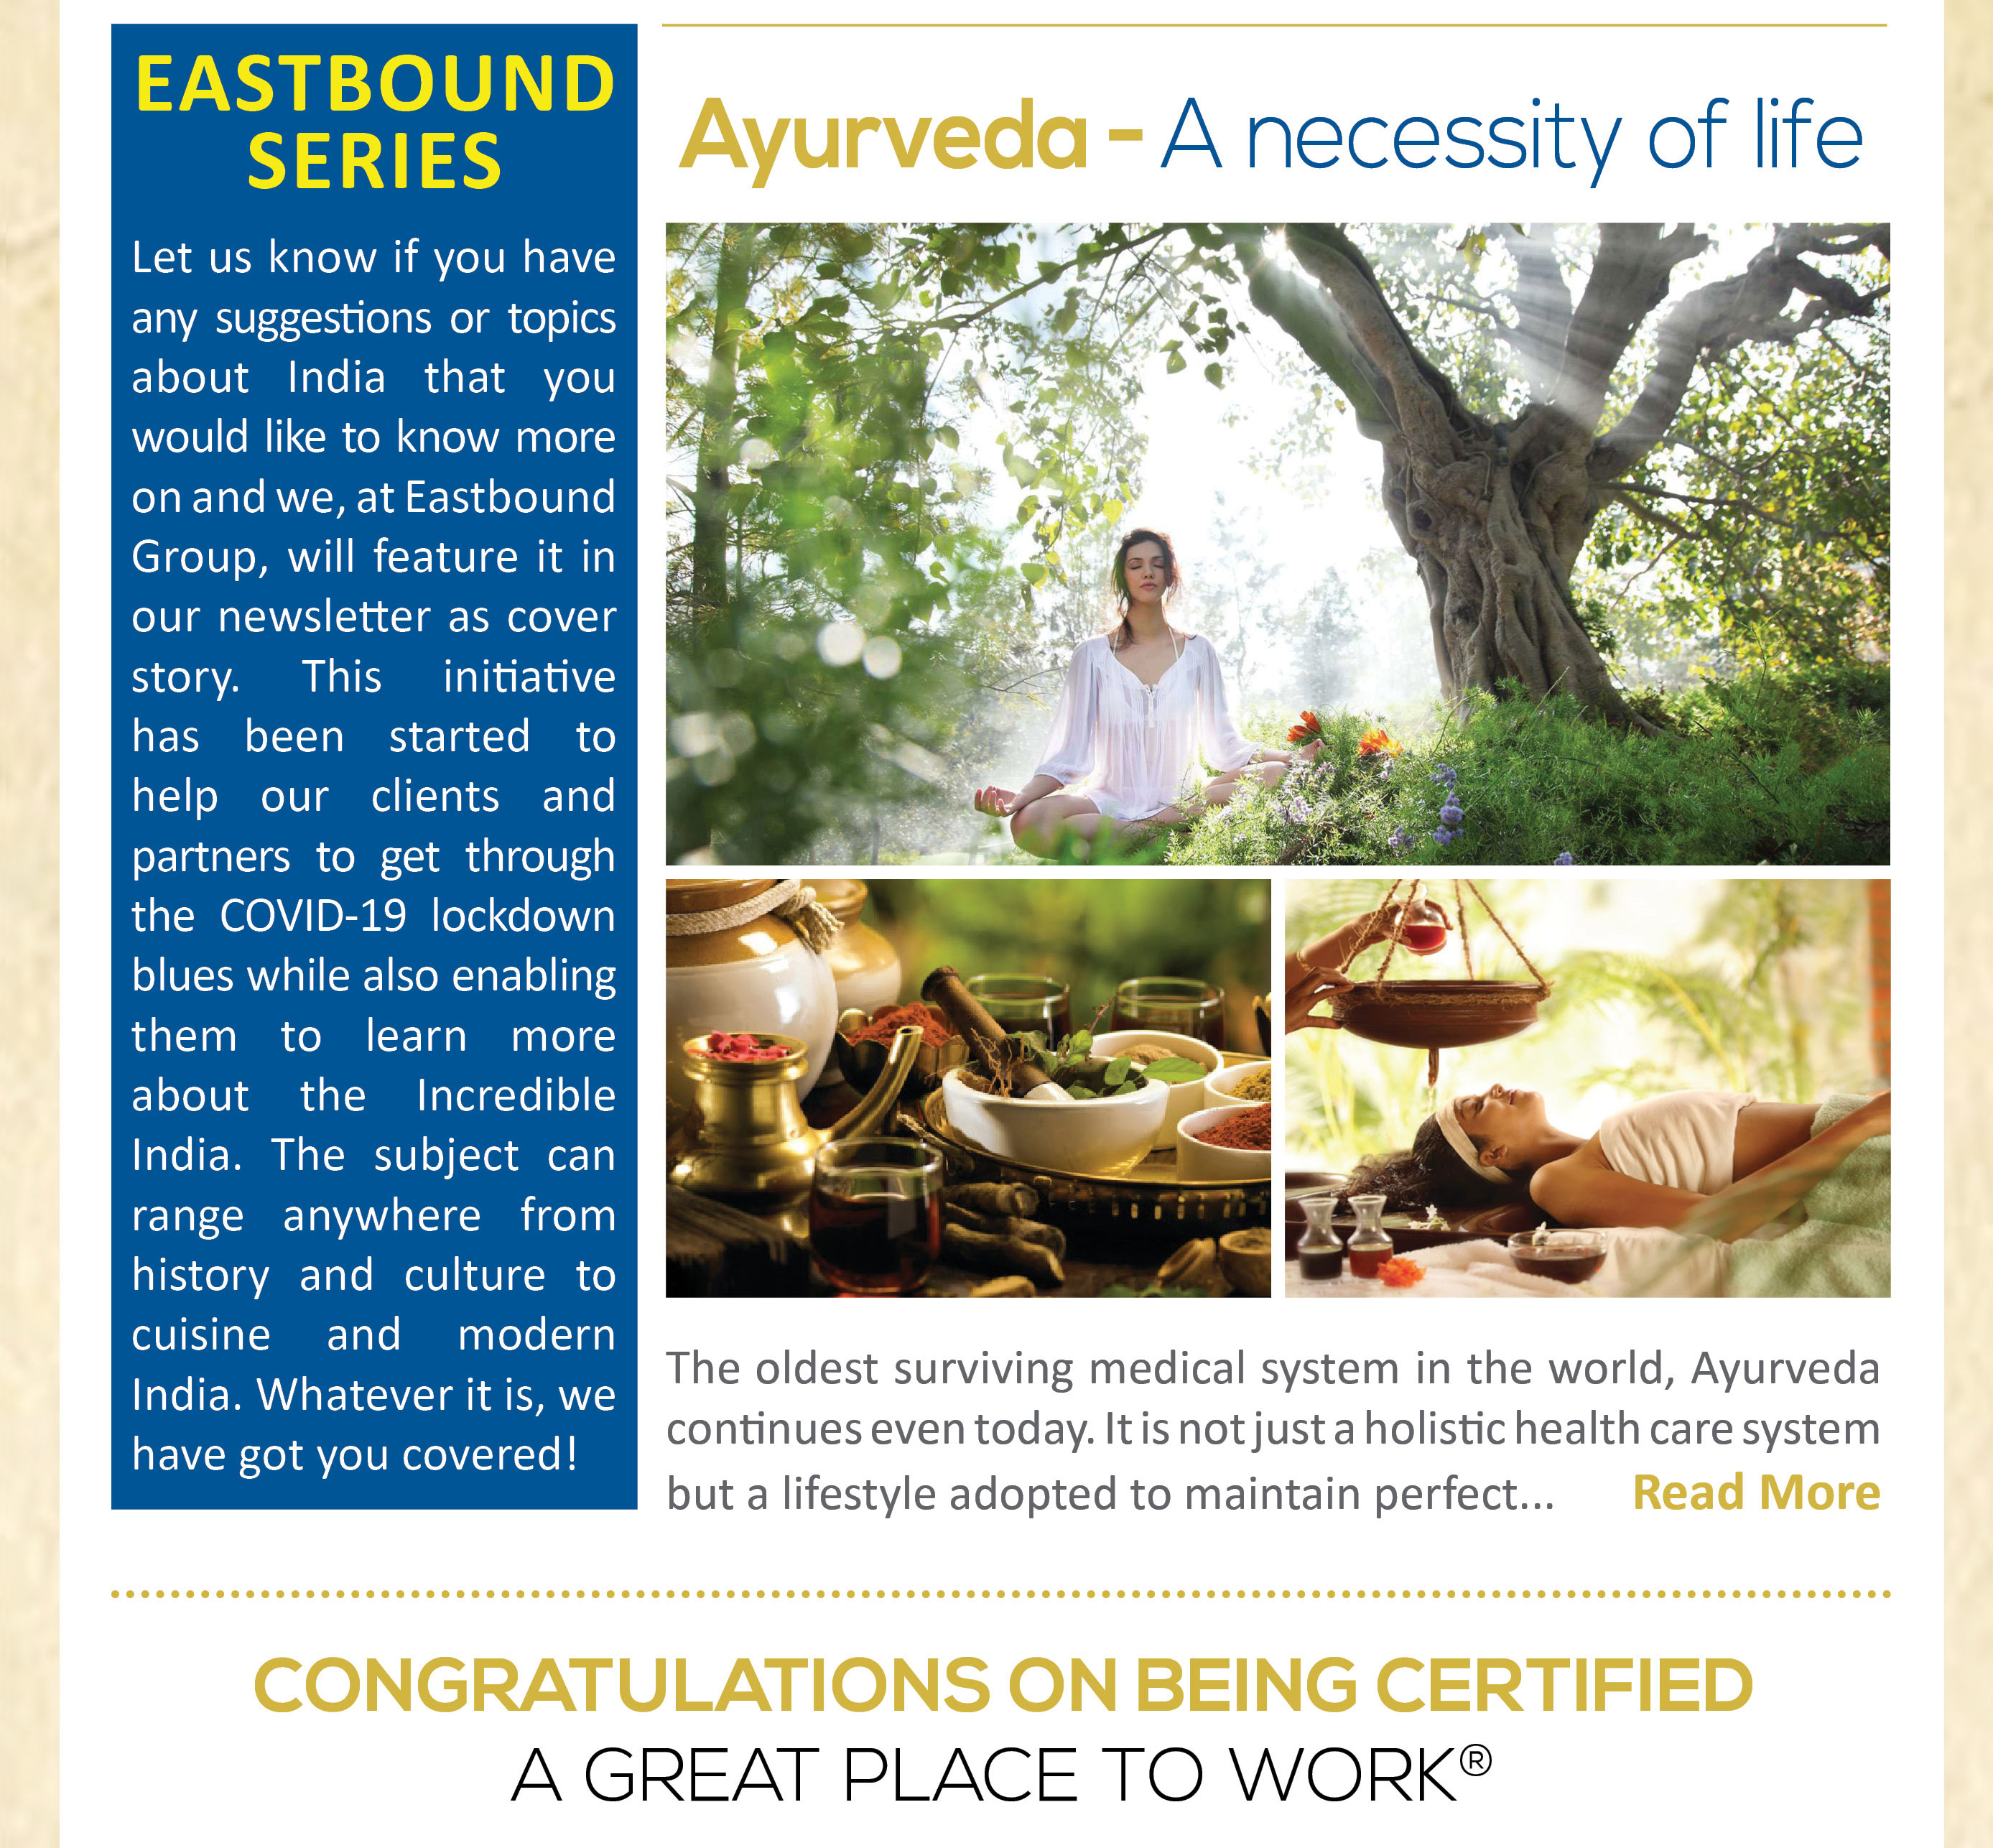 EASTBOUND
SERIES
Let us know if you have
any suggestions or topics
about India that you
would like to know more
on and we, at Eastbound
Group, will feature it in
our newsletter as cover
story. This initiative
has been started to
help our clients and
partners to get through
the COVID-19 lockdown
blues while also enabling
them to learn more
about the Incredible
India. The subject can
range anywhere from
history and culture to
cuisine and modern
India. Whatever it is, we
have got you covered!
Ayurveda - A necessity of life
The oldest surviving medical system in the world, Ayurveda
continues even today. It is not just a holistic health care system
but a lifestyle adopted to maintain perfect... Read More
CONGRATULATIONS ON BEING CERTIFIED
A GREAT PLACE TO WORK®